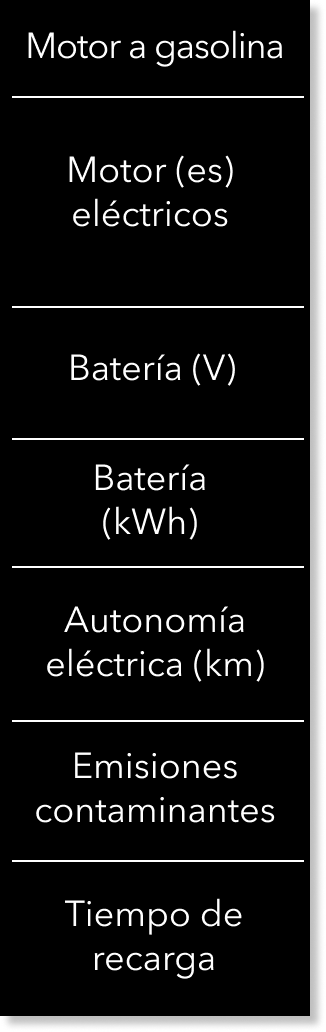 Motor a gasolina
Motor (es)
eléctricos
Batería (V)
Batería
(kWh)
Autonomía
eléctrica (km)
Emisiones
contaminantes
Tiempo de
recarga